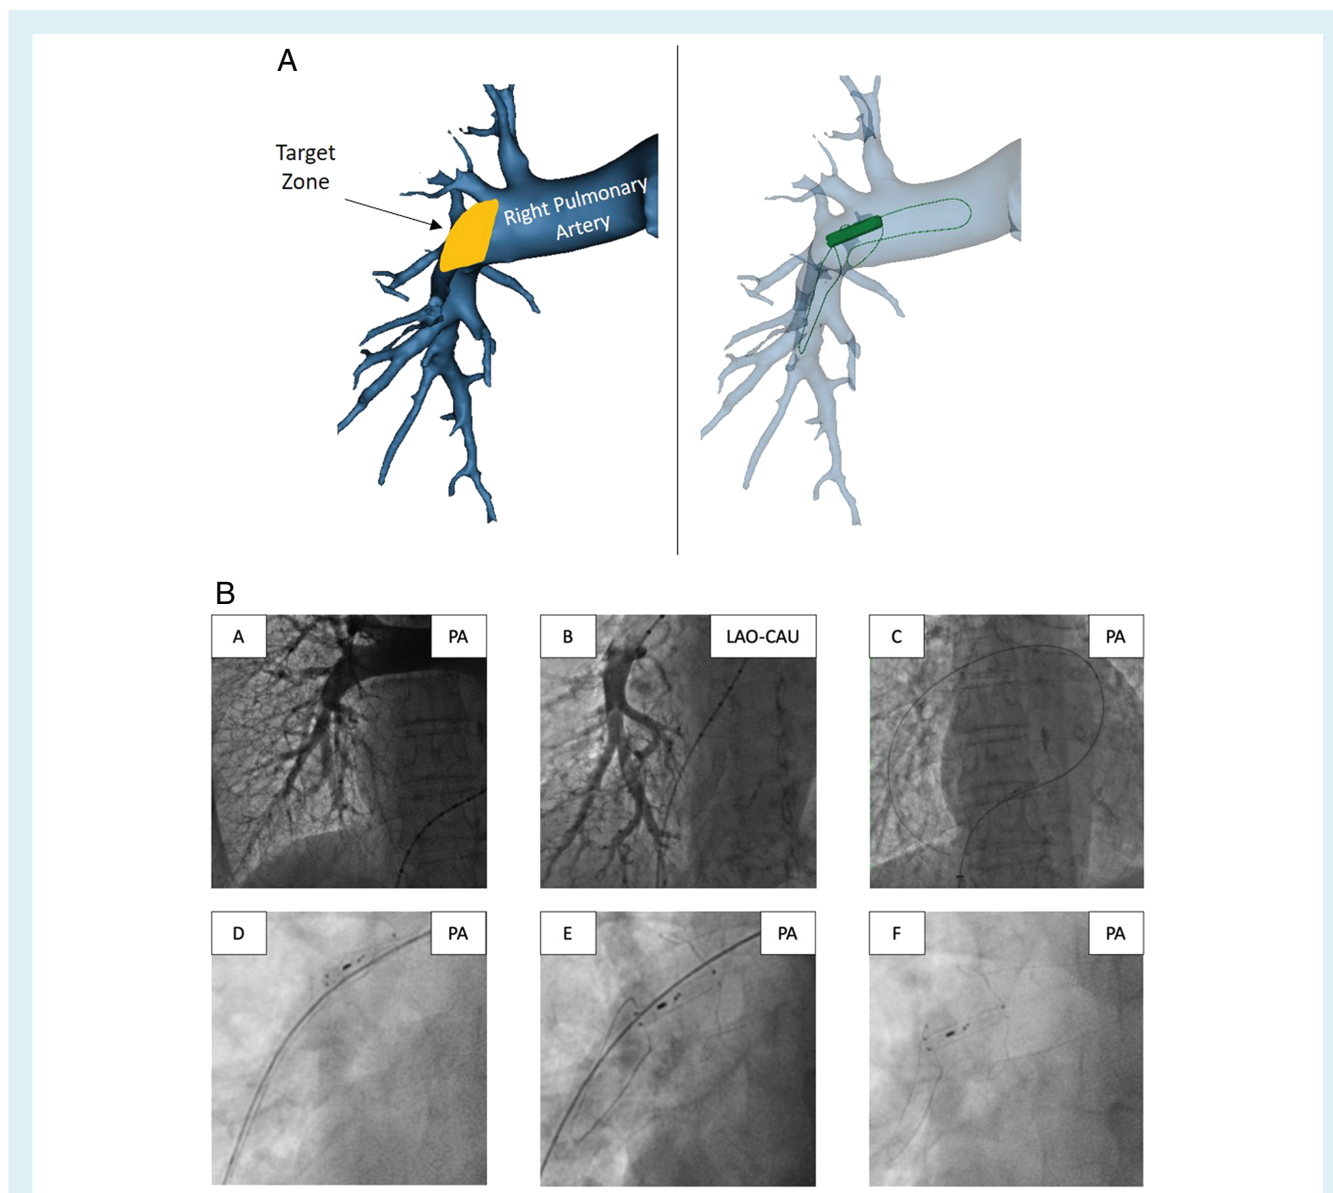 A
Target
Zone
Right Pulmonary
Artery
B
A
PA
B
LAO-CAU
C
PA
D
PA
E
PA
F
PA